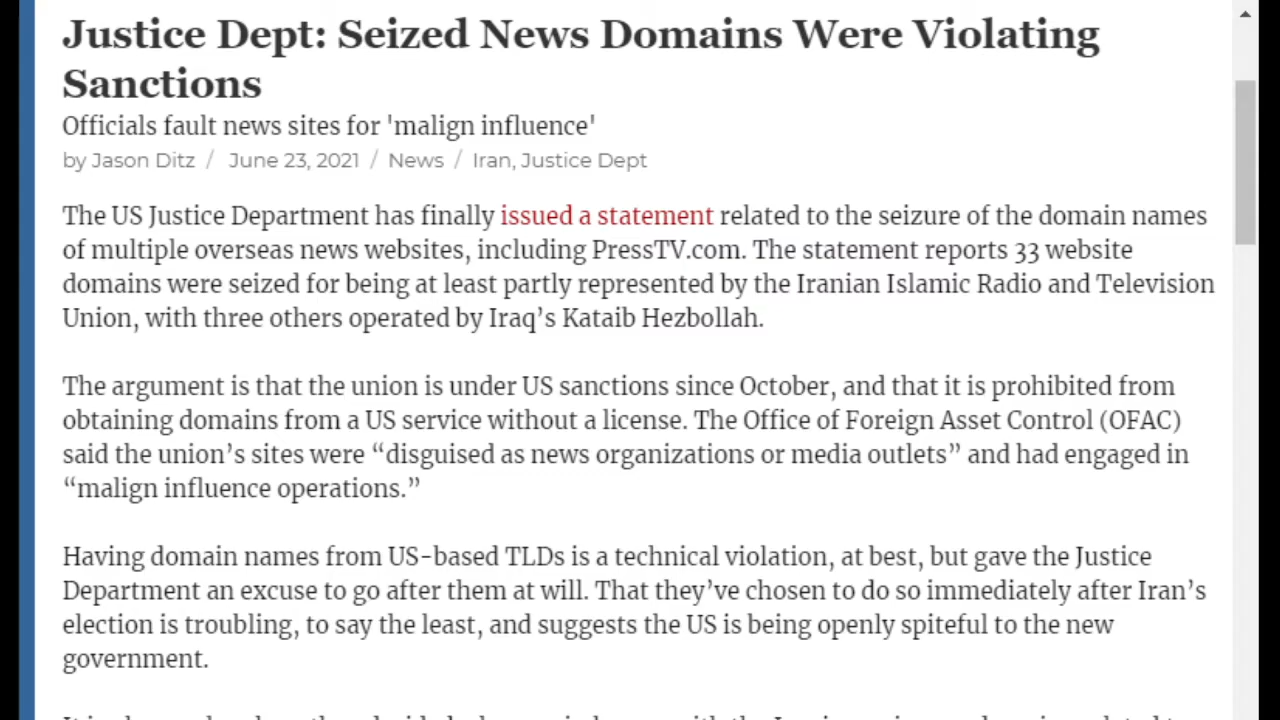 Justice Dept: Seized News Domains Were Violating
Sanctions
Officials fault news sites for 'malign influence'
by Jason Ditz / June 23, 2021 / News / Iran, Justice Dept
The US Justice Department has finally issued a statement related to the seizure of the domain names
of multiple overseas news websites, including PressTV.com. The statement reports 33 website
domains were seized for being at least partly represented by the Iranian Islamic Radio and Television
Union, with three others operated by Iraq’s Kataib Hezbollah.
The argument is that the union is under US sanctions since October, and that it is prohibited from
obtaining domains from a US service without a license. The Office of Foreign Asset Control (OFAC)
said the union’s sites were “disguised as news organizations or media outlets” and had engaged in
“malign influence operations.”
Having domain names from US-based TLDs is a technical violation, at best, but gave the Justice
Department an excuse to go after them at will. That they’ve chosen to do so immediately after Iran’s
election is troubling, to say the least, and suggests the US is being openly spiteful to the new
government.